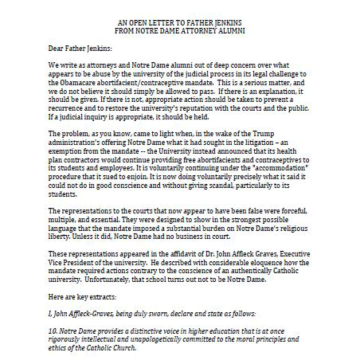 AN OPEN LETTER TO FATHER JENKINS
FROM NOTRE DAME ATTORNEY ALUMNI
Dear Father Jenkins:
We write as attorneys and Notre Dame alumni out of deep concern over what
appears to be abuse by the university of the judicial process in its legal challenge to
the Obamacare abortifacient/contraceptive mandate. This is a serious matter, and
we do not believe it should simply be allowed to pass. If there is an explanation, it
should be given. If there is not, appropriate action should be taken to prevent a
recurrence and to restore the university's reputation with the courts and the public.
If a judicial inquiry is appropriate, it should be held.
The problem, as you know, came to light when, in the wake of the Trump
administration's offering Notre Dame what it had sought in the litigation – an
exemption from the mandate -- the University instead announced that its health
plan contractors would continue providing free abortifacients and contraceptives to
its students and employees. It is voluntarily continuing under the "accommodation"
procedure that it sued to enjoin. It is now doing voluntarily precisely what it said it
could not do in good conscience and without giving scandal, particularly to its
students.
The representations to the courts that now appear to have been false were forceful,
multiple, and essential. They were designed to show in the strongest possible
language that the mandate imposed a substantial burden on Notre Dame's religious
liberty. Unless it did, Notre Dame had no business in court.
These representations appeared in the affidavit of Dr. John Affleck Graves, Executive
Vice President of the university. He described with considerable eloquence how the
mandate required actions contrary to the conscience of an authentically Catholic
university. Unfortunately, that school turns out not to be Notre Dame.
Here are key extracts:
I, John Affleck-Graves, being duly sworn, declare and state as follows:
10. Notre Dame provides a distinctive voice in higher education that is at once
rigorously intellectual and unapologetically committed to the moral principles and
ethics of the Catholic Church.